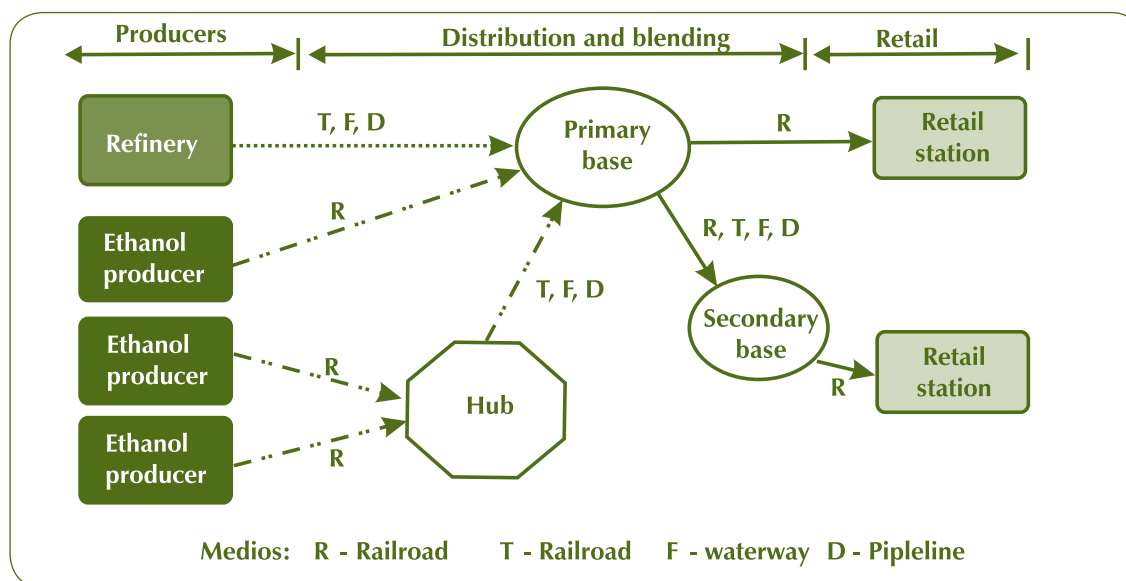 Producers
Distribution and blending
Retail
Refinery
T, F, D
Primary
base
R
Retail
station
Ethanol
producer
R
R, T, F, D
T, F, D
Ethanol
producer
R
Hub
Secondary
base
R
Retail
station
Ethanol
producer
R
Medios: R - Railroad T - Railroad F - waterway D - Pipleline